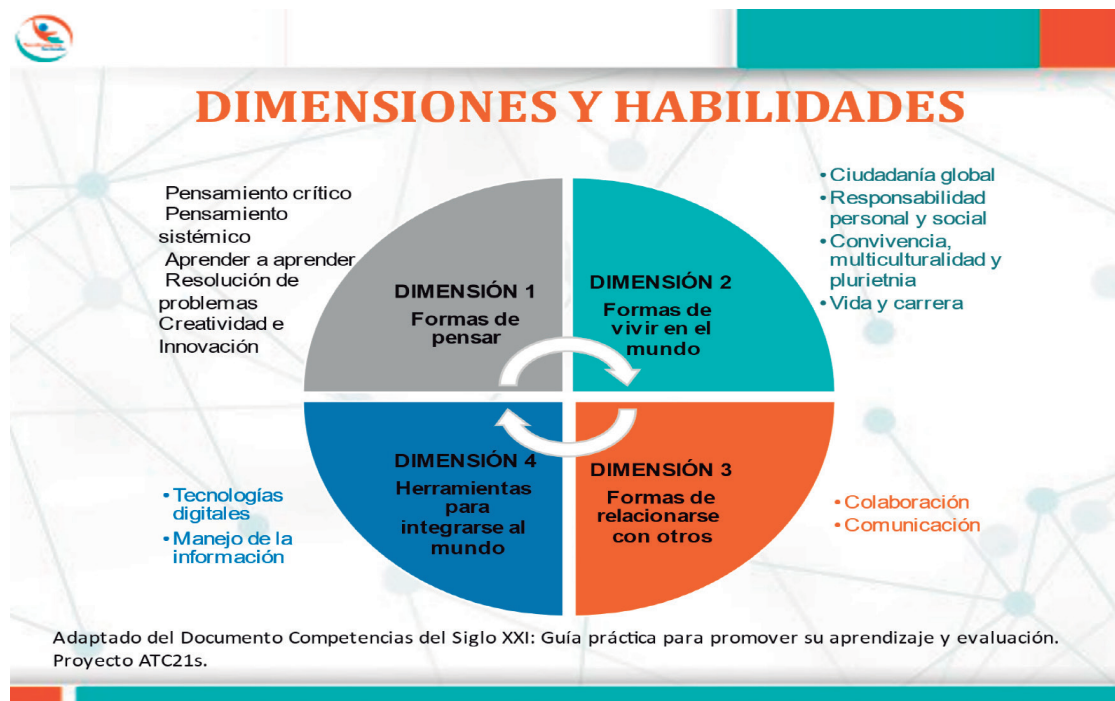 DIMENSIONES Y HABILIDADES
Pensamiento crítico
Pensamiento
sistémico
Aprender a aprender
Resolución de
problemas
Creatividad e
Innovación
DIMENSIÓN 1
Formas de
pensar
DIMENSIÓN 2
Formas de
vivir en el
mundo
• Ciudadanía global
• Responsabilidad
personal y social
• Convivencia,
multiculturalidad y
plurietnia
• Vida y carrera
• Tecnologías
digitales
• Manejo de la
información
DIMENSIÓN 4
Herramientas
para
integrarse al
mundo
DIMENSIÓN 3
Formas de
relacionarse
con otros
• Colaboración
• Comunicación
Adaptado del Documento Competencias del Siglo XXI: Guía práctica para promover su aprendizaje y evaluación.
Proyecto ATC21s.